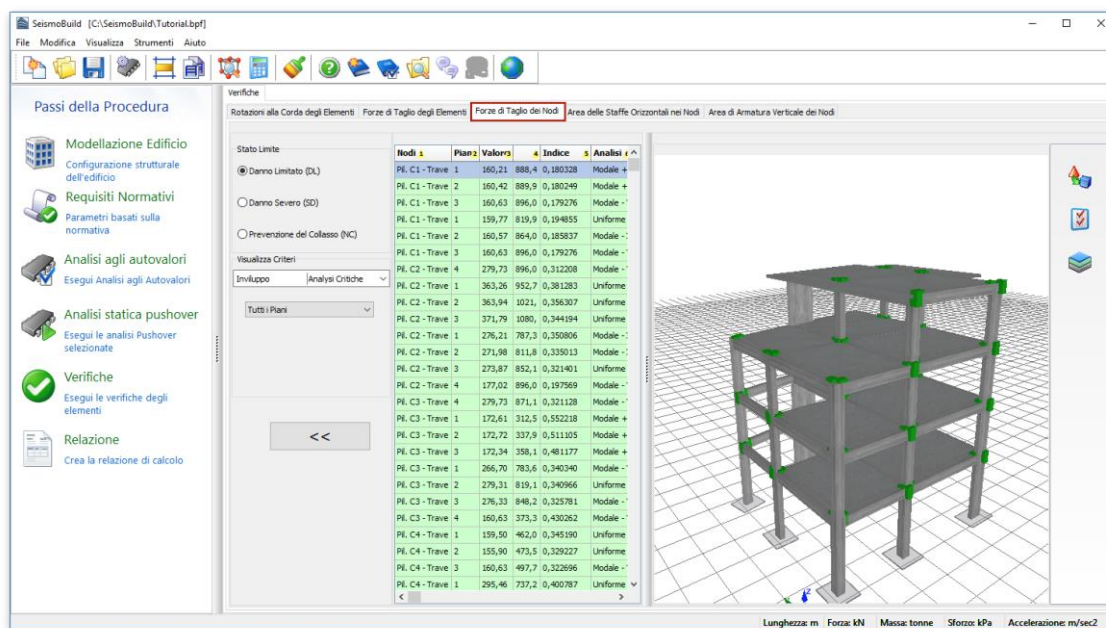 SeismoBuild [C:\SeismoBuild\Tutorial.bpf]
File Modifica Visualizza Strumenti Aiuto
Passi della Procedura
Modellazione Edificio
Configurazione strutturale
dell'edificio
Requisiti Normativi
Parametri basati sulla
normativa
Analisi agli autovalori
Esegui Analisi agli Autovalori
Analisi statica pushover
Esegui le analisi Pushover
selezionate
Verifiche
Esegui le verifiche degli
elementi
Relazione
Crea la relazione di calcolo
Verifiche
Rotazioni alla Corda degli Elementi Forze di Taglio degli Elementi Forze di Taglio dei Nodi Area delle Staffe Orizzontali nei Nodi Area di Armatura Verticale dei Nodi
Stato Limite
Danno Limitato (DL)
Danno Severo (SD)
Prevenzione del Collasso (NC)
Visualizza Criteri
Inviluppo Analysi Critiche
Tutti i Piani
<<
Nodi 1 Pian 2 Valore 3 4 Indice 5 Analisi
Pil. C1 - Trave 1 160,21 888,4 0,180328 Modale +
Pil. C1 - Trave 2 160,42 889,9 0,180249 Modale +
Pil. C1 - Trave 3 160,63 896,0 0,179276 Modale -
Pil. C1 - Trave 1 159,77 819,9 0,194855 Uniforme
Pil. C1 - Trave 2 160,57 864,0 0,185837 Modale -
Pil. C1 - Trave 3 160,63 896,0 0,179276 Modale -
Pil. C2 - Trave 4 279,73 896,0 0,312208 Modale -
Pil. C2 - Trave 1 363,26 952,7 0,381283 Uniforme
Pil. C2 - Trave 2 363,94 1021, 0,356307 Uniforme
Pil. C2 - Trave 3 371,79 1080, 0,344194 Uniforme
Pil. C2 - Trave 1 276,21 787,3 0,350806 Modale -
Pil. C2 - Trave 2 271,98 811,8 0,335013 Modale -
Pil. C2 - Trave 3 273,87 852,1 0,321401 Uniforme
Pil. C2 - Trave 4 177,02 896,0 0,197569 Modale -
Pil. C3 - Trave 4 279,73 871,1 0,321128 Modale -
Pil. C3 - Trave 1 172,61 312,5 0,552218 Modale +
Pil. C3 - Trave 2 172,72 337,9 0,511105 Modale +
Pil. C3 - Trave 3 172,34 358,1 0,481177 Modale +
Pil. C3 - Trave 1 266,70 783,6 0,340340 Modale -
Pil. C3 - Trave 2 279,31 819,1 0,340966 Uniforme
Pil. C3 - Trave 3 276,33 848,2 0,325781 Modale -
Pil. C3 - Trave 4 160,63 373,3 0,430262 Modale -
Pil. C4 - Trave 1 159,50 462,0 0,345190 Uniforme
Pil. C4 - Trave 2 155,90 473,5 0,329227 Uniforme
Pil. C4 - Trave 3 160,63 497,7 0,322696 Modale -
Pil. C4 - Trave 1 295,46 737,2 0,400787 Uniforme
z
Lunghezza: m Forza: kN Massa: tonne Sforzo: kPa Accelerazione: m/sec2